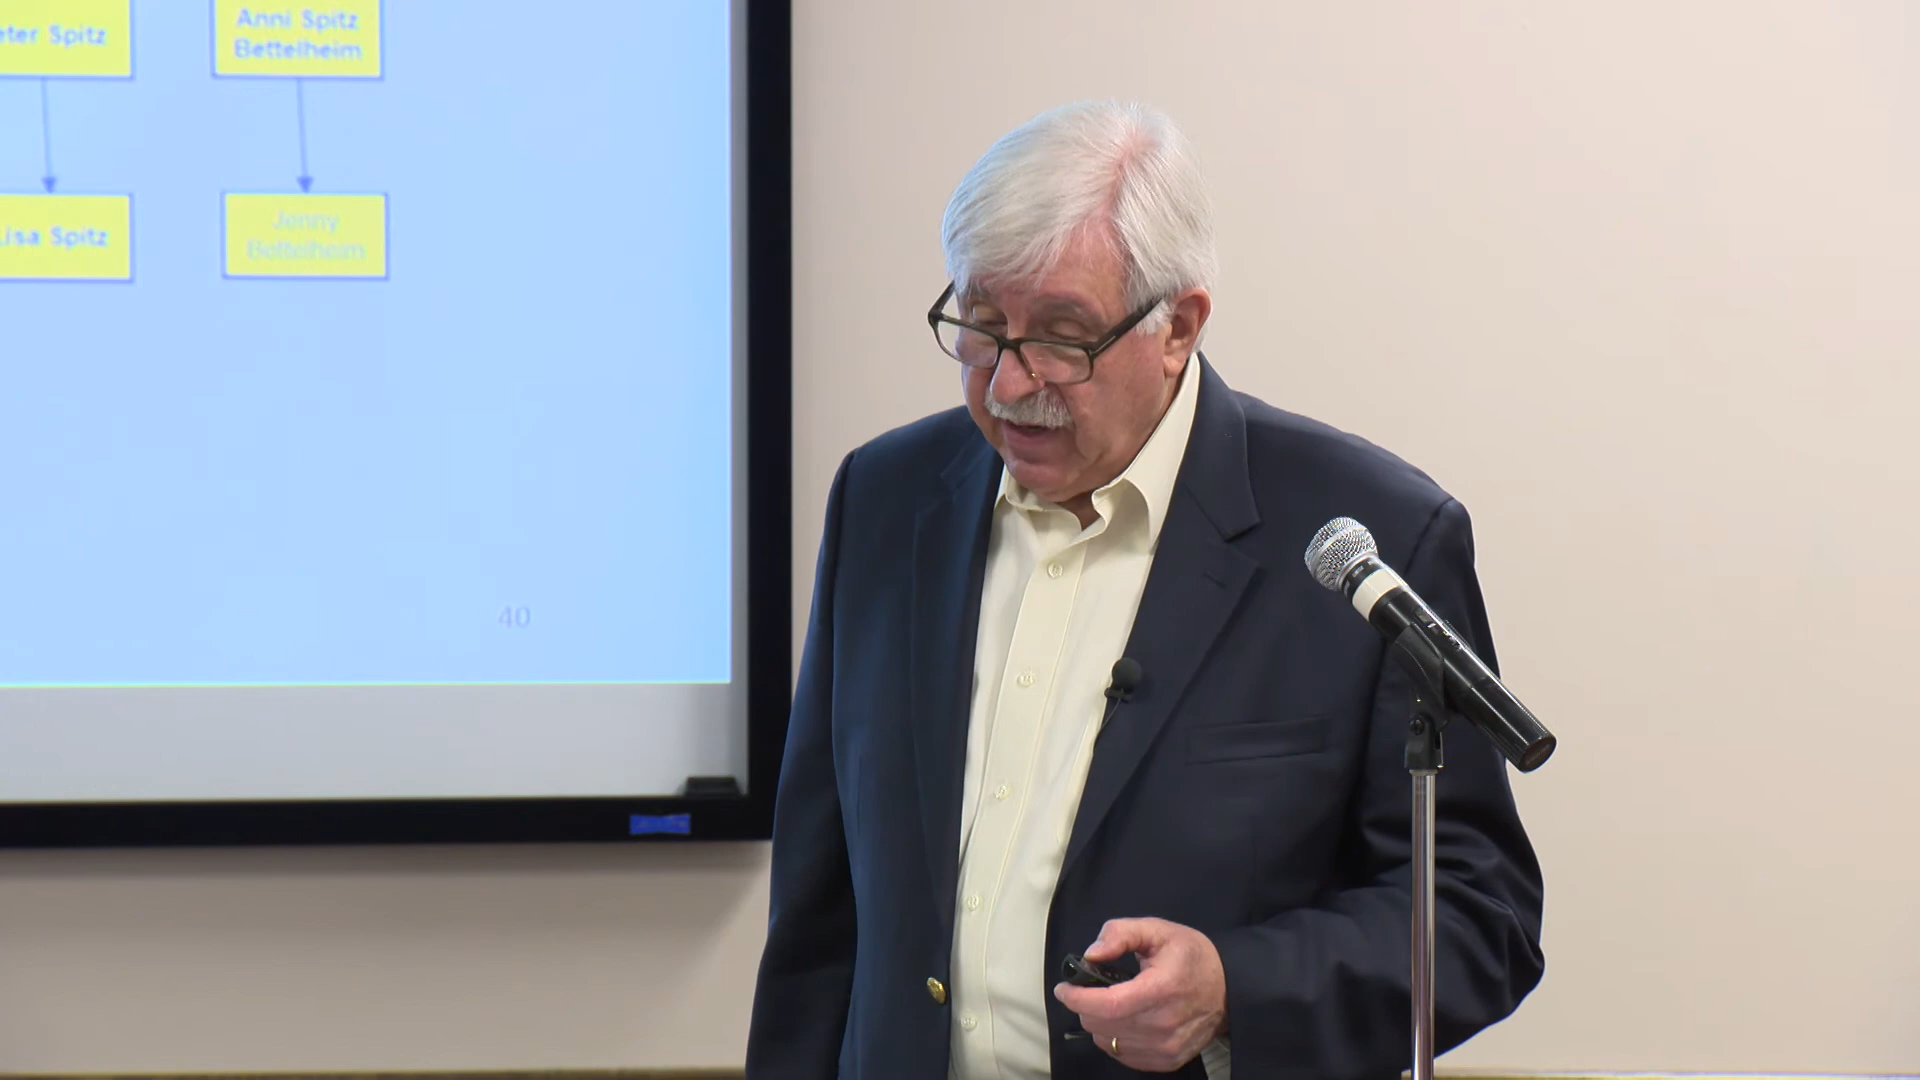 eter Spitz
Anni Spitz
Bettelheim
Lisa Spitz
Jenny
Bettelheim
40